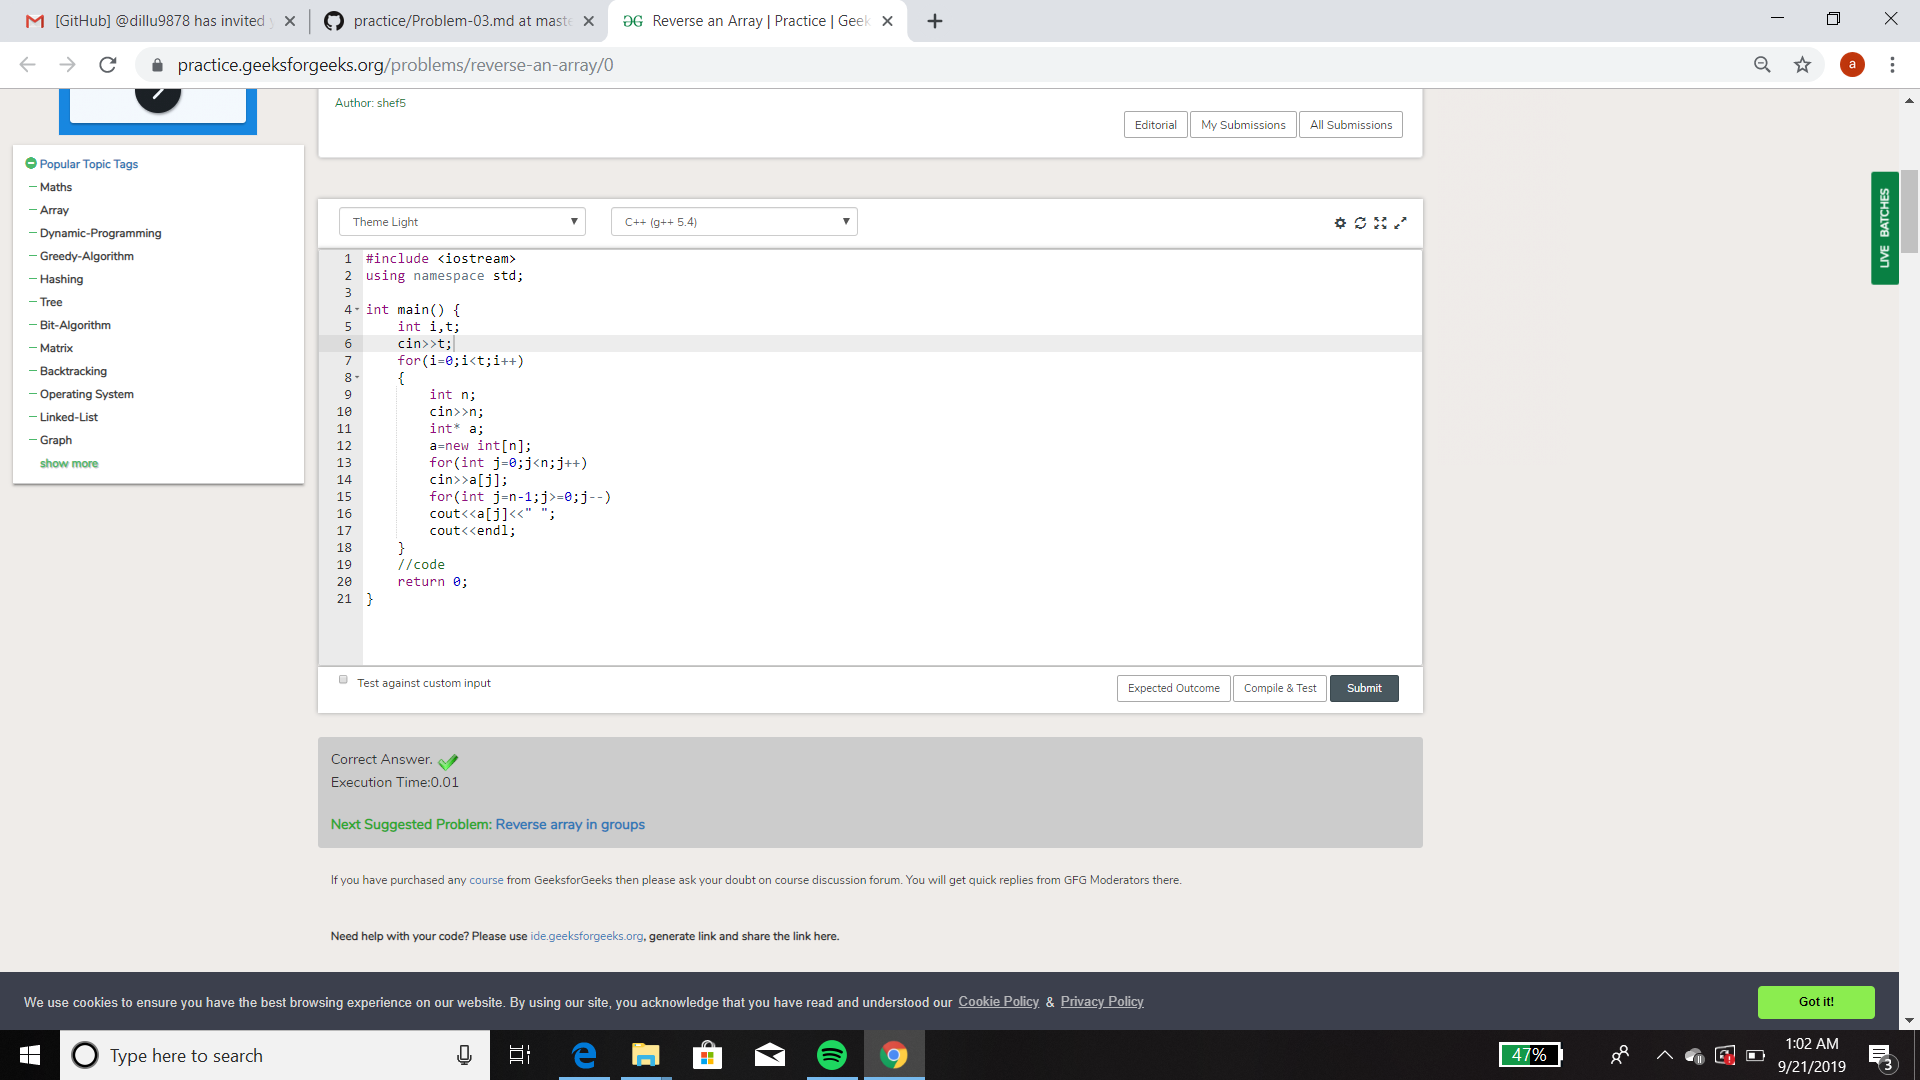 [GitHub] @dillu9878 has invited
practice/Problem-03.md at mast
Reverse an Array | Practice | Geek
practice.geeksforgeeks.org/problems/reverse-an-array/0
a
Author: shef5
Editorial
My Submissions
All Submissions
Popular Topic Tags
Maths
Array
Dynamic-Programming
Greedy-Algorithm
Hashing
Tree
Bit-Algorithm
Matrix
Backtracking
Operating System
Linked-List
Graph
show more
LIVE BATCHES
Theme Light
C++ (g++ 5.4)
1 #include <iostream>
2 using namespace std;
3
4 int main() {
5 int i,t;
6 cin>>t;
7 for(i=0;i<t;i++)
8 {
9 int n;
10 cin>>n;
11 int* a;
12 a=new int[n];
13 for(int j=0;j<n;j++)
14 cin>>a[j];
15 for(int j=n-1;j>=0;j--)
16 cout<<a[j]<<" ";
17 cout<<endl;
18 }
19 //code
20 return 0;
21 }
Test against custom input
Expected Outcome
Compile & Test
Submit
Correct Answer.
Execution Time:0.01
Next Suggested Problem: Reverse array in groups
If you have purchased any course from GeeksforGeeks then please ask your doubt on course discussion forum. You will get quick replies from GFG Moderators there.
Need help with your code? Please use ide.geeksforgeeks.org, generate link and share the link here.
We use cookies to ensure you have the best browsing experience on our website. By using our site, you acknowledge that you have read and understood our Cookie Policy & Privacy Policy
Got it!
Type here to search
47%
1:02 AM
9/21/2019
3